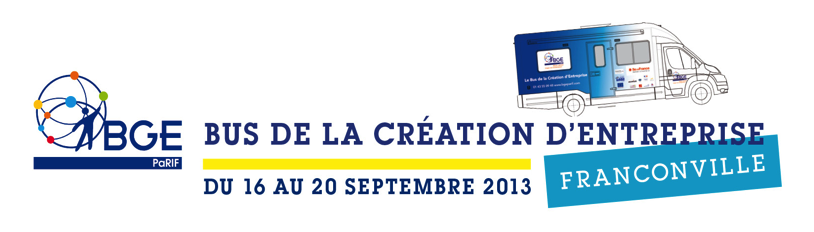 BGE
Le Bus de la Création d'Entreprise
BGE
BGE
PaRIF
BUS DE LA CRÉATION D'ENTREPRISE
DU 16 AU 20 SEPTEMBRE 2013
FRANCONVILLE